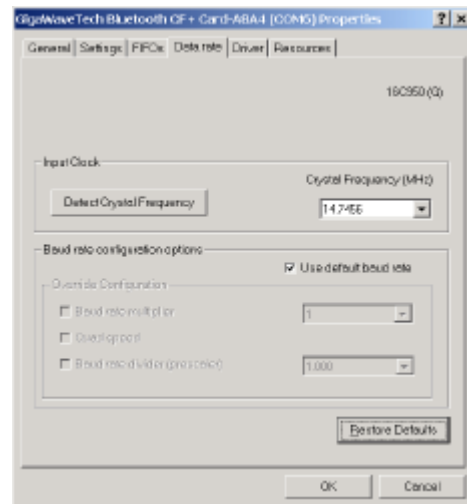 GigaWaveTech Bluetooth CF+ Card-ABA4 (COM5) Properties
General Settings FIFOs Data rate Driver Resources
16C950 (Q)
Input Clock
Crystal Frequency (MHz)
Detect Crystal Frequency
14.7456
Baud rate configuration options
Use default baud rate
Override Configuration
Baud rate multiplier
1
Overspeed
Baud rate divider (prescaler)
1.000
Restore Defaults
OK Cancel